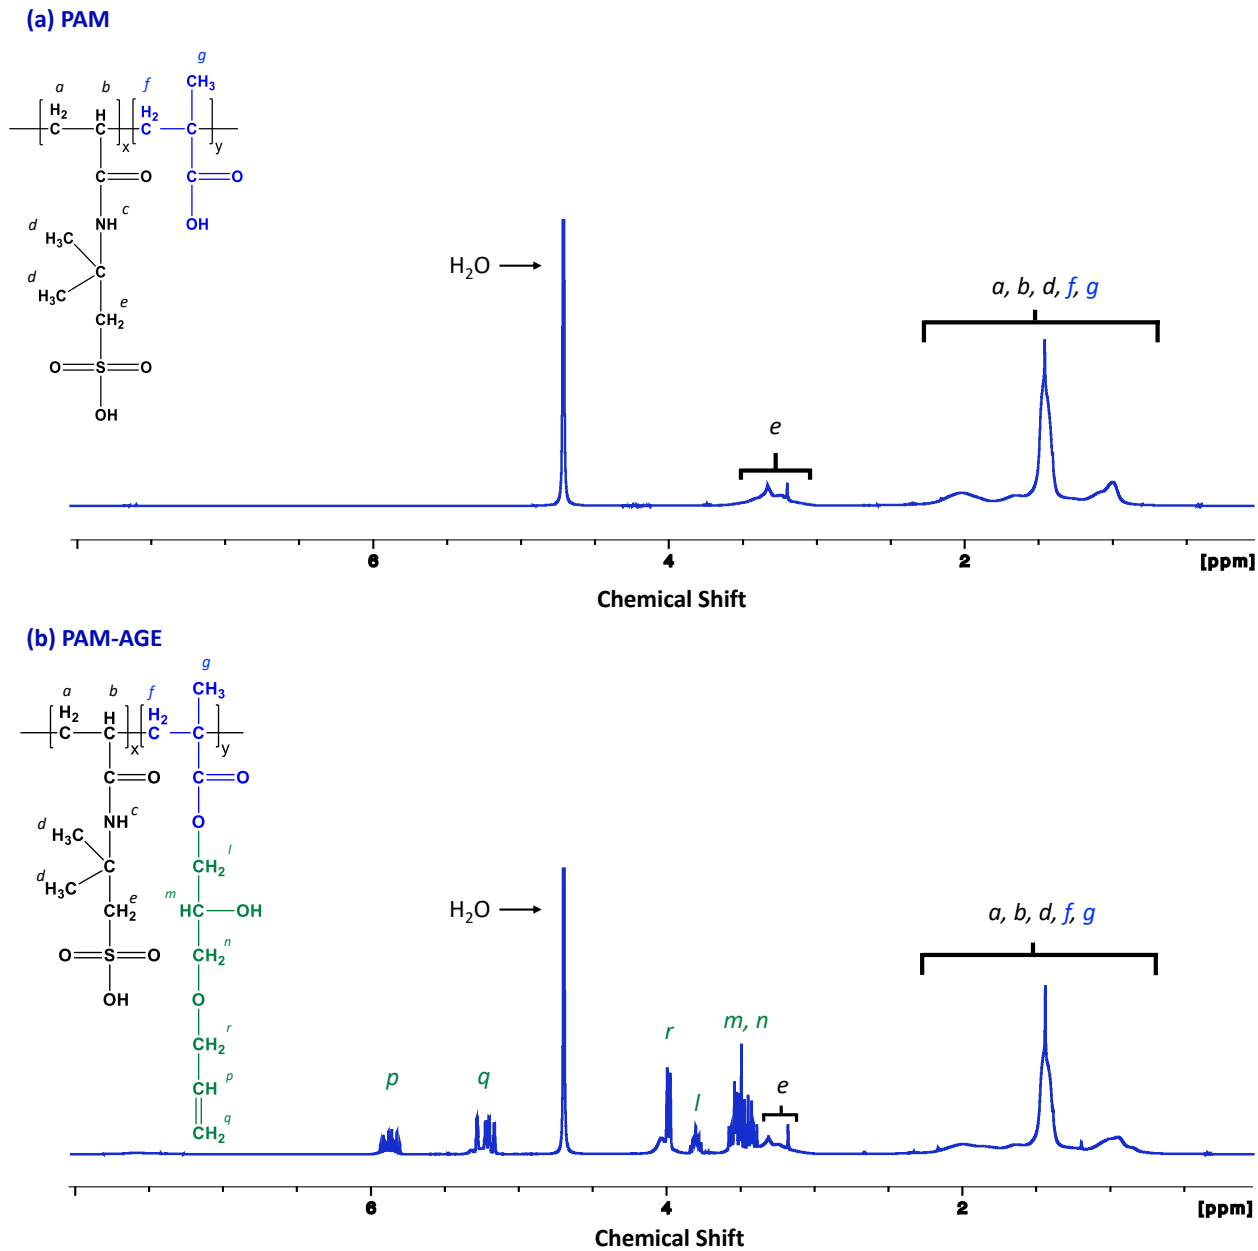 (a) PAM
g
a b f CH₃
H₂ H H₂
C C C C
x y
C O C O
NH c OH
d H₃C
C
d H₃C e
CH₂
O S O
OH
H₂O
e
a, b, d, f, g
6 4 2 [ppm]
Chemical Shift
(b) PAM-AGE
g
a b f CH₃
H₂ H H₂
C C C C
x y
C O C O
NH c O
d H₃C l
C CH₂
d H₃C e m
CH₂ HC OH
O S O CH₂ n
OH O
CH₂ r
CH p
CH₂ q
H₂O
p
q
r
l
m, n
e
a, b, d, f, g
6 4 2 [ppm]
Chemical Shift